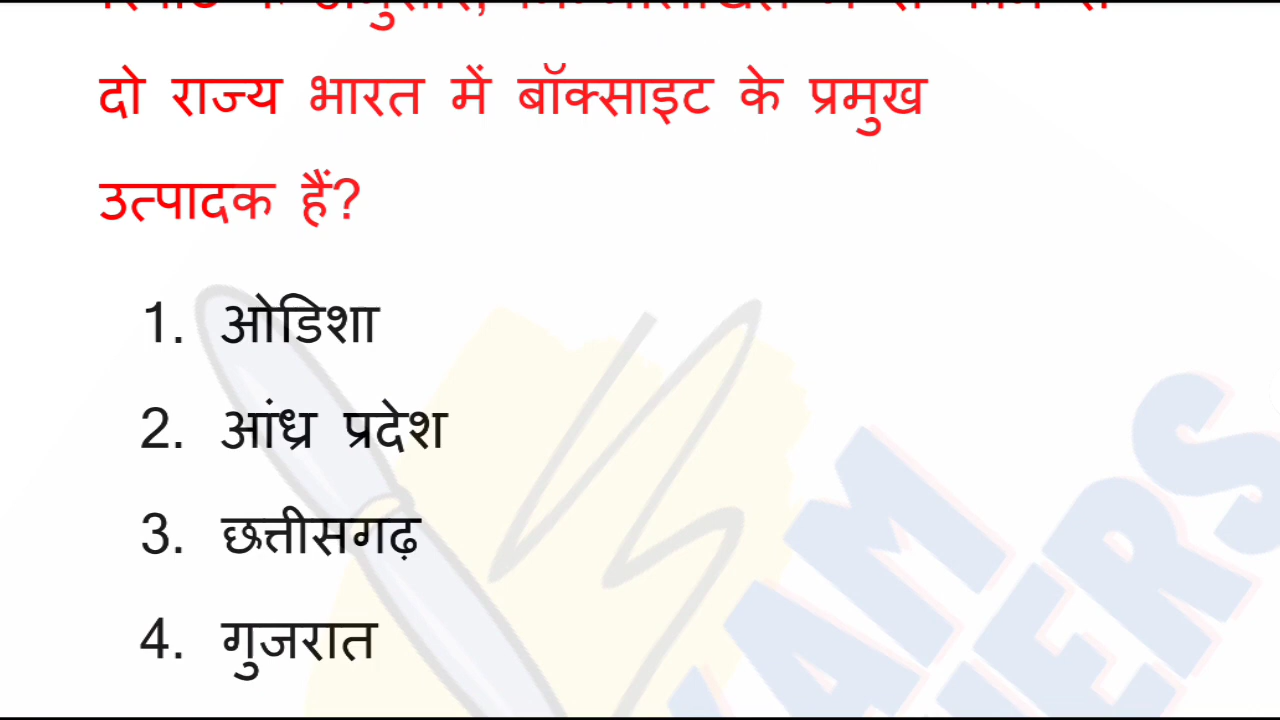 दो राज्य भारत में बॉक्साइट के प्रमुख
उत्पादक हैं?
1. ओडिशा
2. आंध्र प्रदेश
3. छत्तीसगढ़
4. गुजरात